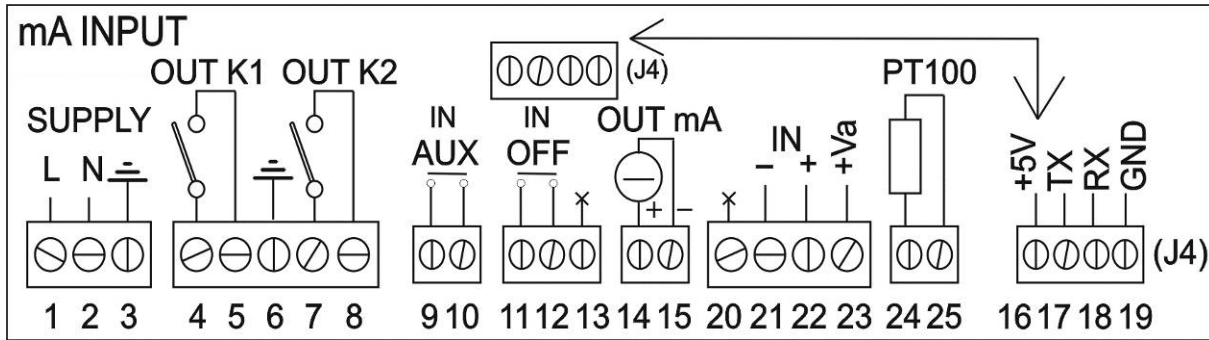 mA INPUT
OUT K1 OUT K2
(J4)
PT100
SUPPLY
L N
IN
AUX
IN
OFF
×
OUT mA
+ −
×
− IN + +Va
+5V TX RX GND
(J4)
1 2 3 4 5 6 7 8 9 10 11 12 13 14 15 20 21 22 23 24 25 16 17 18 19